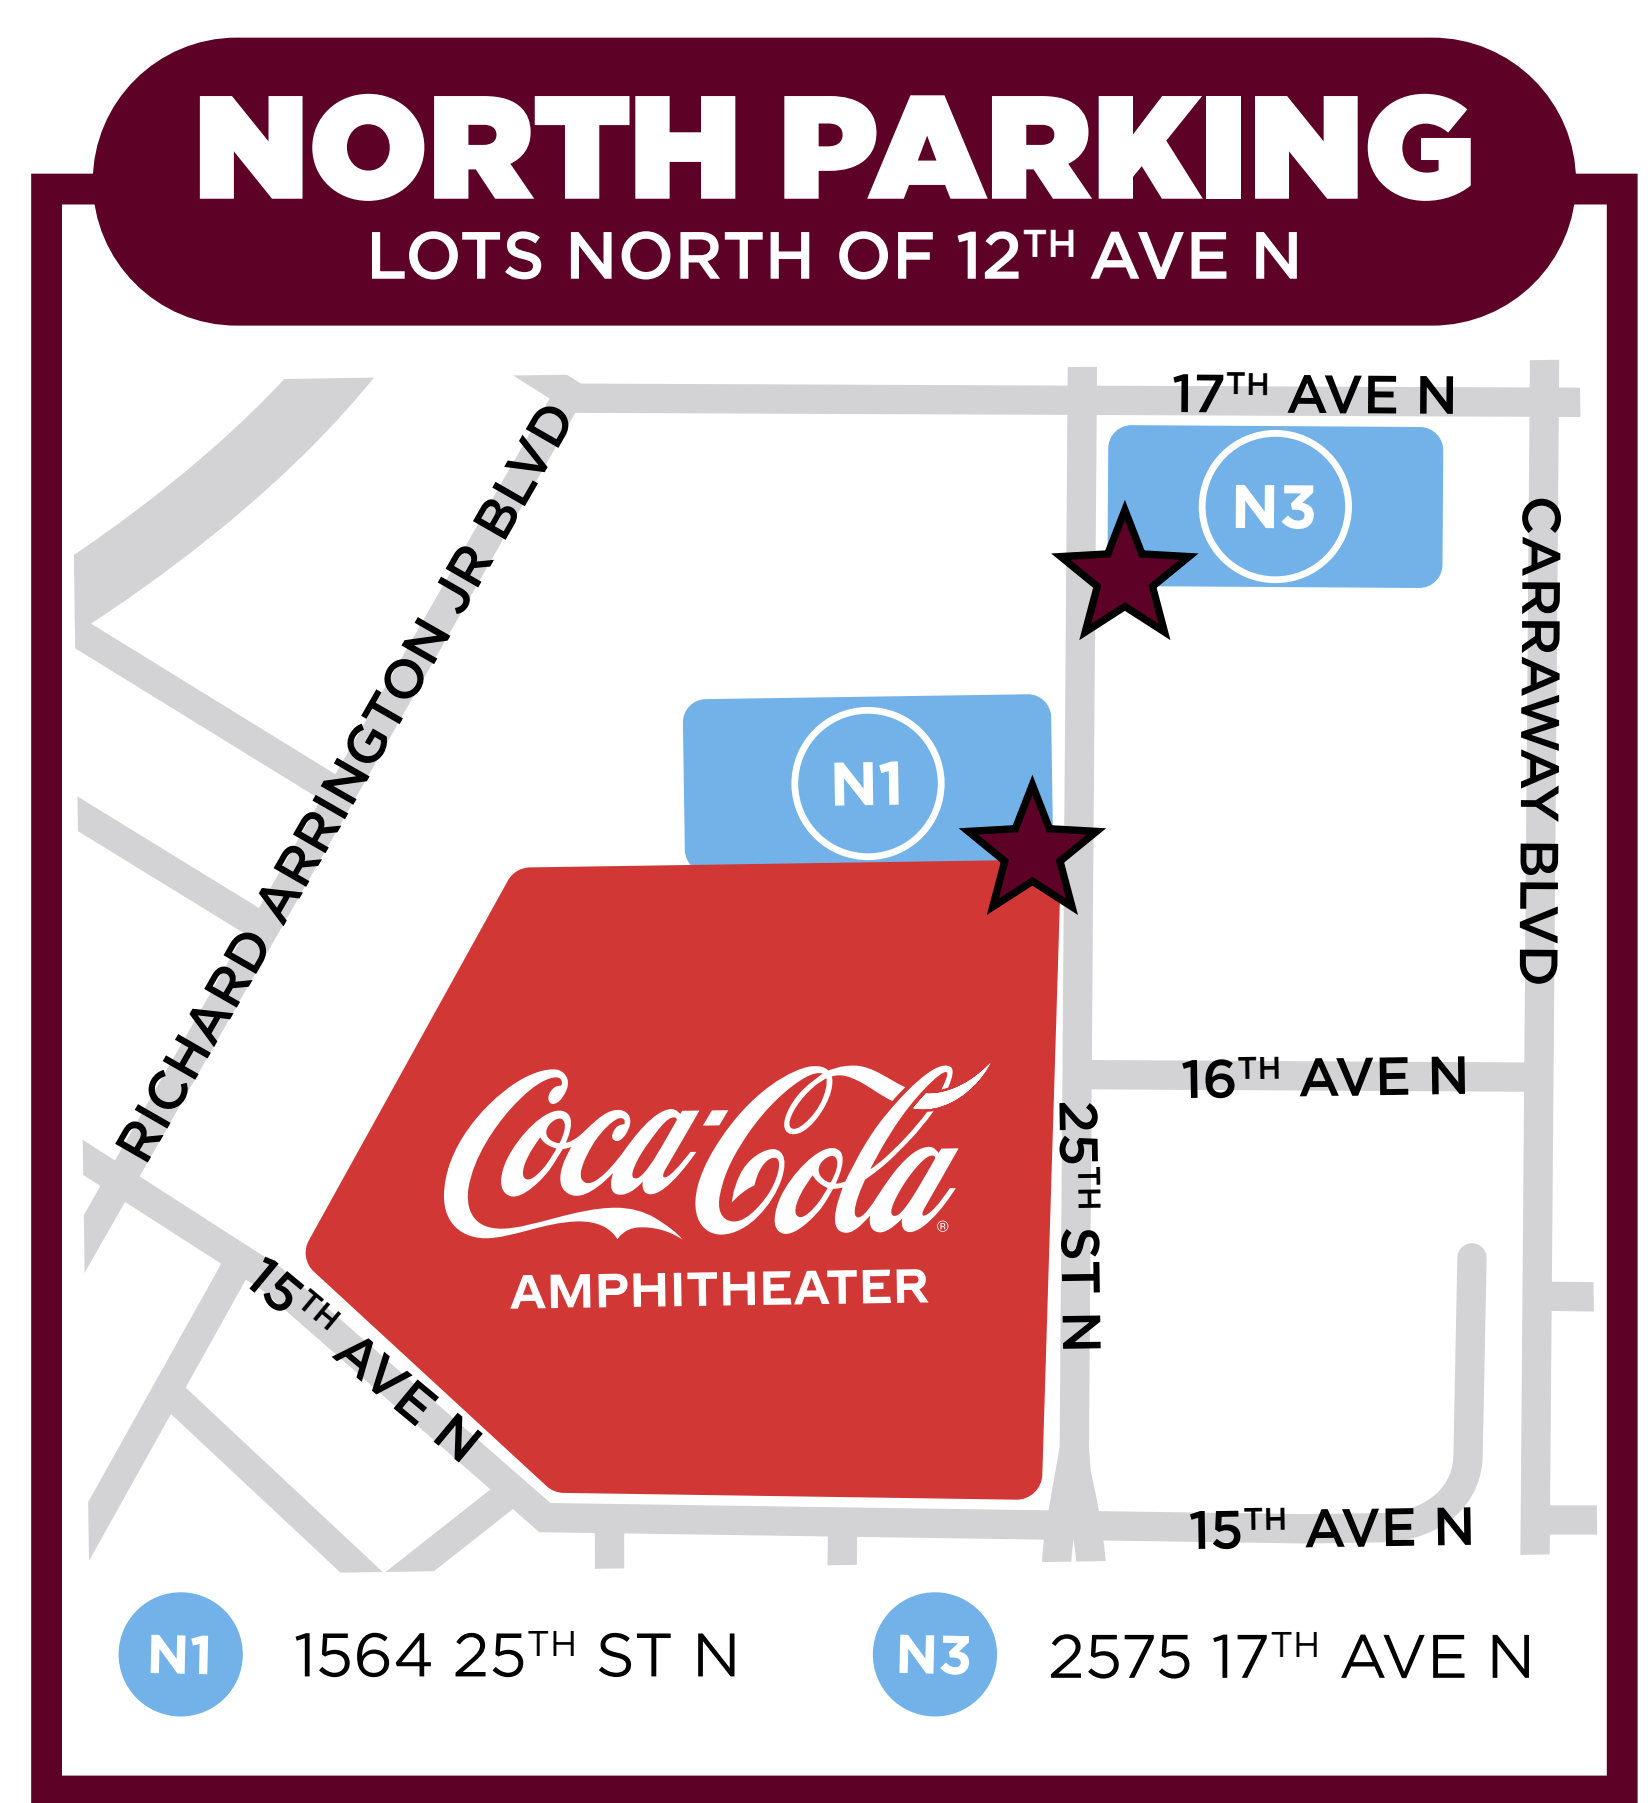 NORTH PARKING
LOTS NORTH OF 12TH AVE N
17TH AVE N
RICHARD ARRINGTON JR BLVD
N3
CARRAWAY BLVD
N1
16TH AVE N
Coca-Cola®
AMPHITHEATER
25TH ST N
15TH AVE N
15TH AVE N
N1 1564 25TH ST N
N3 2575 17TH AVE N